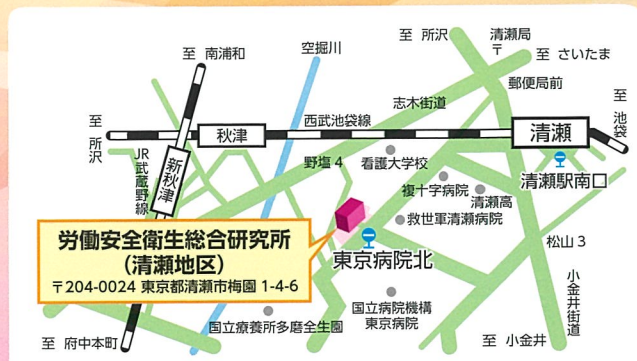 至 所沢
清瀬局
〒
至 さいたま
郵便局前
至 南浦和
空掘川
志木街道
西武池袋線
至 所沢
秋津
清瀬
至 池袋
JR武蔵野線
新秋津
野塩 4
看護大学校
清瀬駅南口
複十字病院
清瀬高
救世軍清瀬病院
労働安全衛生総合研究所
(清瀬地区)
〒204-0024 東京都清瀬市梅園 1-4-6
東京病院北
松山 3
小金井街道
国立病院機構
東京病院
国立療養所多磨全生園
至 府中本町
至 小金井